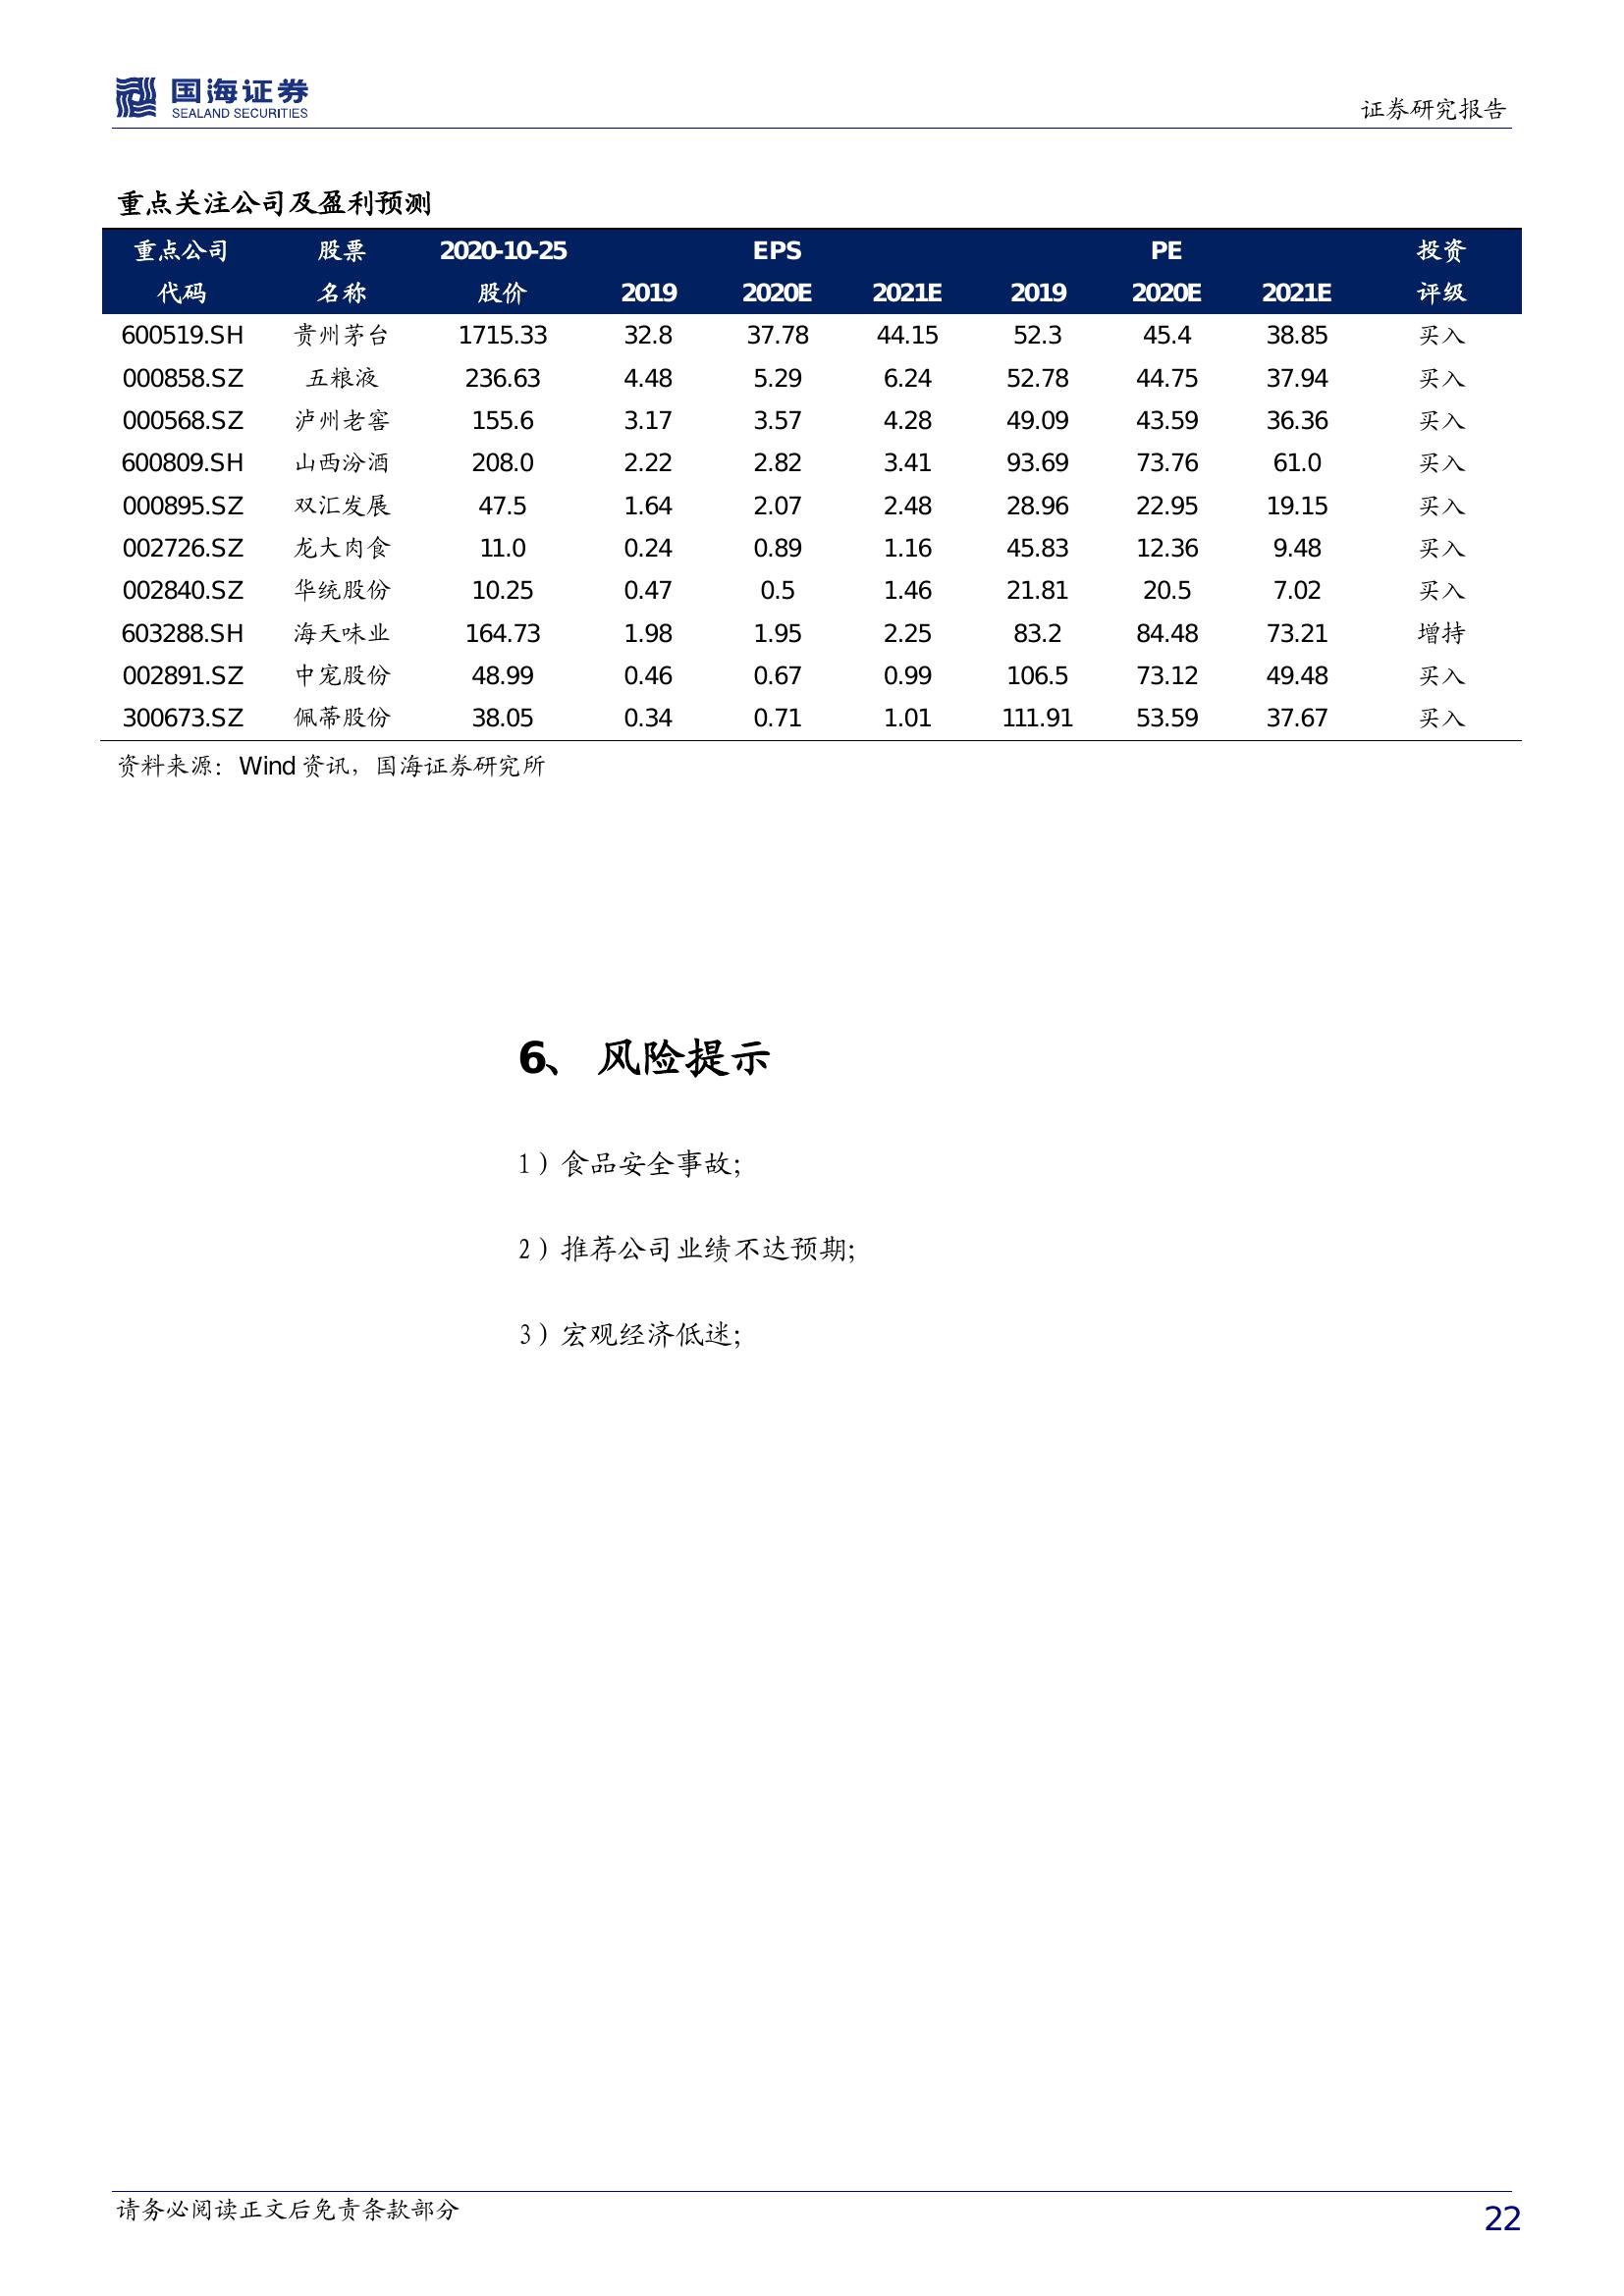 国海证券
SEALAND SECURITIES
证券研究报告
重点关注公司及盈利预测
重点公司 股票 2020-10-25 EPS PE 投资
代码 名称 股价 2019 2020E 2021E 2019 2020E 2021E 评级
600519.SH 贵州茅台 1715.33 32.8 37.78 44.15 52.3 45.4 38.85 买入
000858.SZ 五粮液 236.63 4.48 5.29 6.24 52.78 44.75 37.94 买入
000568.SZ 泸州老窖 155.6 3.17 3.57 4.28 49.09 43.59 36.36 买入
600809.SH 山西汾酒 208.0 2.22 2.82 3.41 93.69 73.76 61.0 买入
000895.SZ 双汇发展 47.5 1.64 2.07 2.48 28.96 22.95 19.15 买入
002726.SZ 龙大肉食 11.0 0.24 0.89 1.16 45.83 12.36 9.48 买入
002840.SZ 华统股份 10.25 0.47 0.5 1.46 21.81 20.5 7.02 买入
603288.SH 海天味业 164.73 1.98 1.95 2.25 83.2 84.48 73.21 增持
002891.SZ 中宠股份 48.99 0.46 0.67 0.99 106.5 73.12 49.48 买入
300673.SZ 佩蒂股份 38.05 0.34 0.71 1.01 111.91 53.59 37.67 买入
资料来源：Wind 资讯，国海证券研究所
6、 风险提示
1）食品安全事故；
2）推荐公司业绩不达预期；
3）宏观经济低迷；
请务必阅读正文后免责条款部分
22